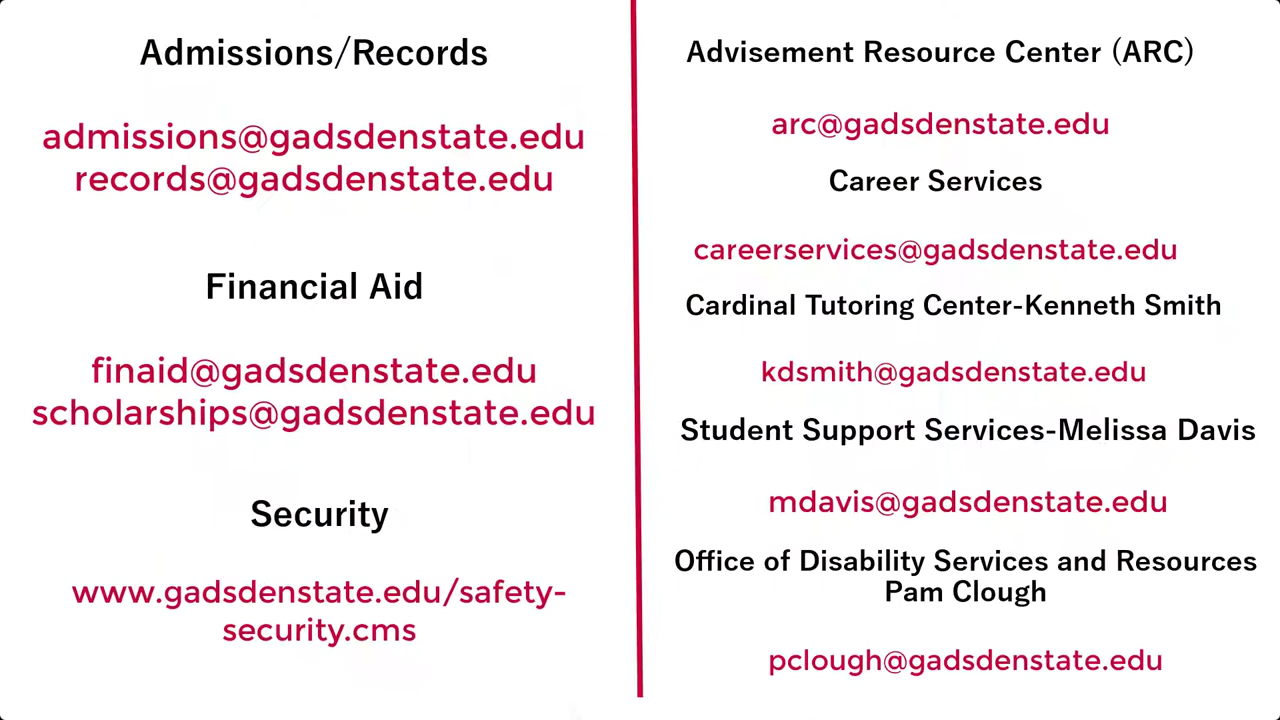 Admissions/Records
admissions@gadsdenstate.edu
records@gadsdenstate.edu
Financial Aid
finaid@gadsdenstate.edu
scholarships@gadsdenstate.edu
Security
www.gadsdenstate.edu/safety-
security.cms
Advisement Resource Center (ARC)
arc@gadsdenstate.edu
Career Services
careerservices@gadsdenstate.edu
Cardinal Tutoring Center-Kenneth Smith
kdsmith@gadsdenstate.edu
Student Support Services-Melissa Davis
mdavis@gadsdenstate.edu
Office of Disability Services and Resources
Pam Clough
pclough@gadsdenstate.edu